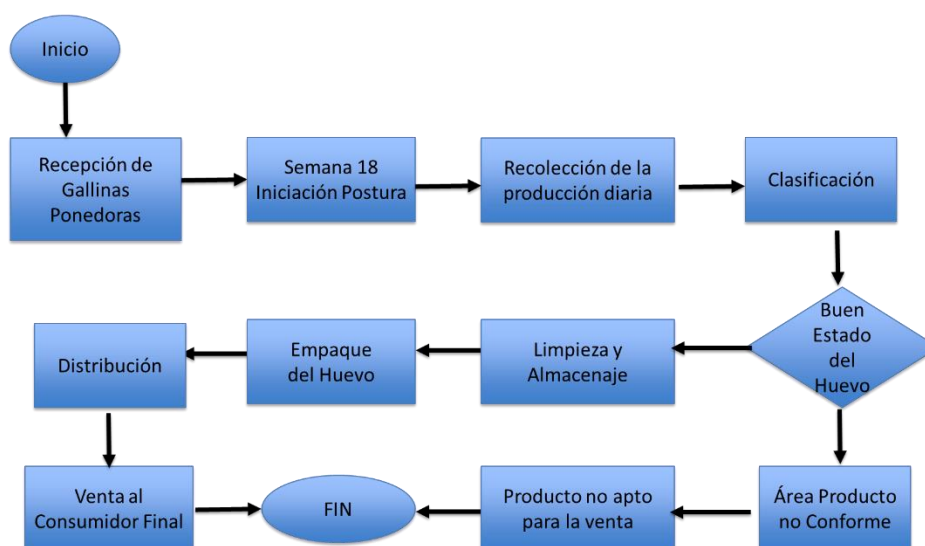 Inicio
Recepción de
Gallinas
Ponedoras
Semana 18
Iniciación Postura
Recolección de la
producción diaria
Clasificación
Buen
Estado
del
Huevo
Limpieza y
Almacenaje
Empaque
del Huevo
Distribución
Venta al
Consumidor Final
FIN
Producto no apto
para la venta
Área Producto
no Conforme